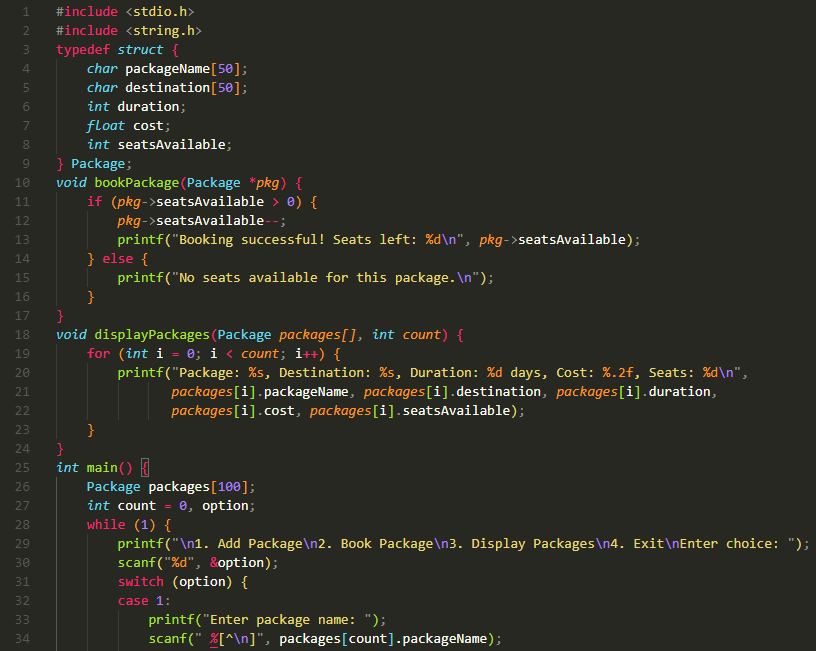 1 #include <stdio.h>
2 #include <string.h>
3 typedef struct {
4     char packageName[50];
5     char destination[50];
6     int duration;
7     float cost;
8     int seatsAvailable;
9 } Package;
10 void bookPackage(Package *pkg) {
11     if (pkg->seatsAvailable > 0) {
12         pkg->seatsAvailable--;
13         printf("Booking successful! Seats left: %d\n", pkg->seatsAvailable);
14     } else {
15         printf("No seats available for this package.\n");
16     }
17 }
18 void displayPackages(Package packages[], int count) {
19     for (int i = 0; i < count; i++) {
20         printf("Package: %s, Destination: %s, Duration: %d days, Cost: %.2f, Seats: %d\n",
21                packages[i].packageName, packages[i].destination, packages[i].duration,
22                packages[i].cost, packages[i].seatsAvailable);
23     }
24 }
25 int main() {
26     Package packages[100];
27     int count = 0, option;
28     while (1) {
29         printf("\n1. Add Package\n2. Book Package\n3. Display Packages\n4. Exit\nEnter choice: ");
30         scanf("%d", &option);
31         switch (option) {
32         case 1:
33             printf("Enter package name: ");
34             scanf(" %[^\n]", packages[count].packageName);